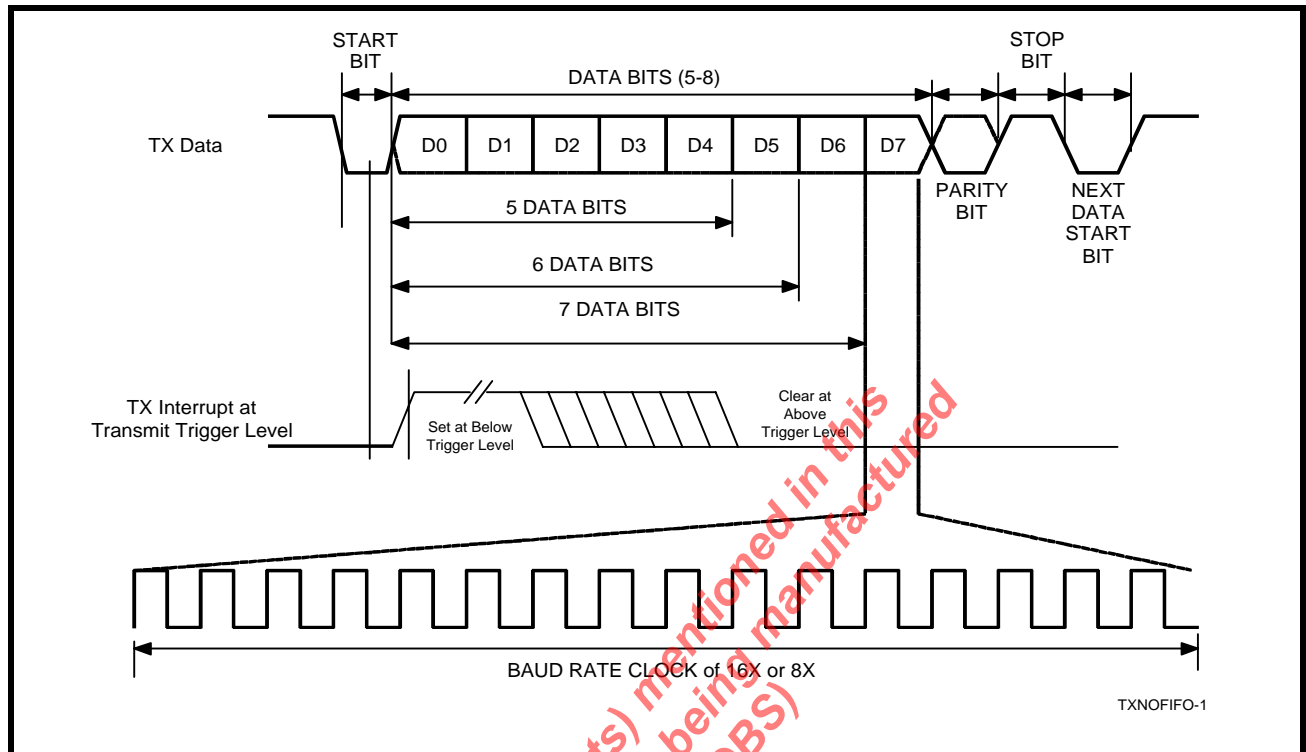 START
BIT
DATA BITS (5-8)
STOP
BIT
TX Data
D0 D1 D2 D3 D4 D5 D6 D7
PARITY
BIT
NEXT
DATA
START
BIT
5 DATA BITS
6 DATA BITS
7 DATA BITS
TX Interrupt at
Transmit Trigger Level
Set at Below
Trigger Level
Clear at
Above
Trigger Level
BAUD RATE CLOCK of 16X or 8X
TXNOFIFO-1
ts) mentioned in this
being manufactured
OBS)